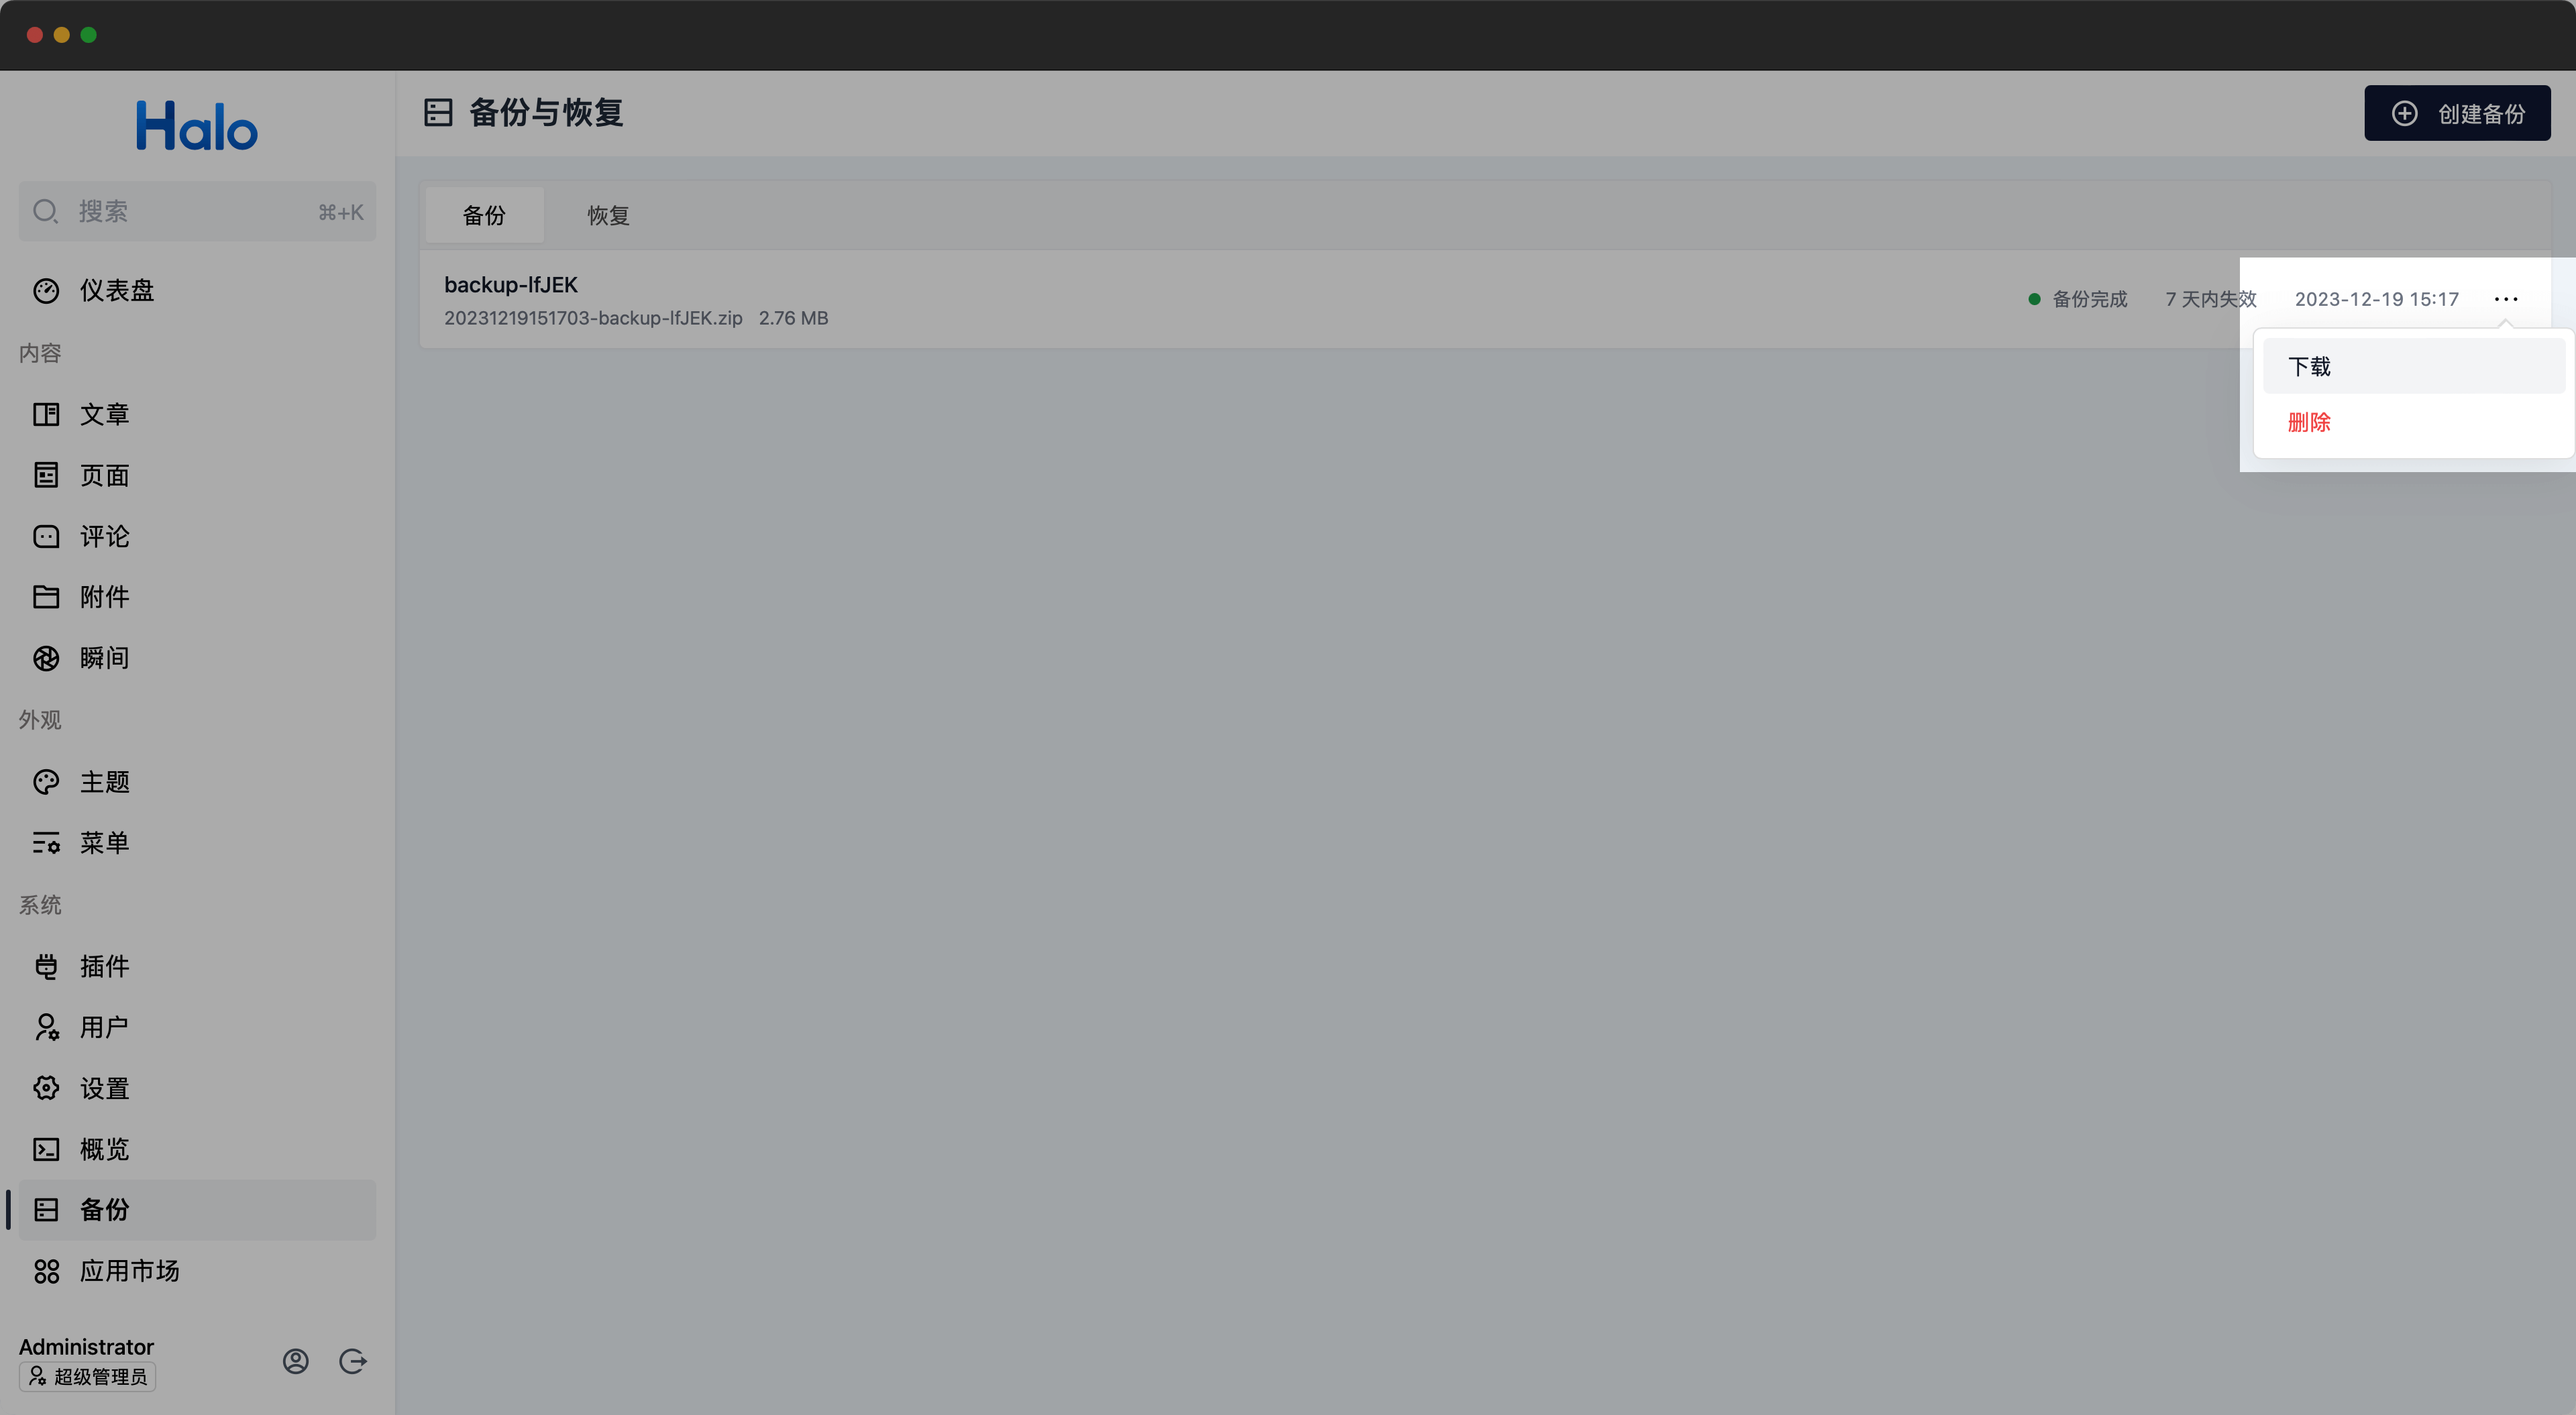 Halo
搜索 ⌘+K
仪表盘
内容
文章
页面
评论
附件
瞬间
外观
主题
菜单
系统
插件
用户
设置
概览
备份
应用市场
Administrator
超级管理员
备份与恢复
创建备份
备份 恢复
backup-lfJEK
20231219151703-backup-lfJEK.zip 2.76 MB
备份完成 7 天内失效 2023-12-19 15:17
下载
删除